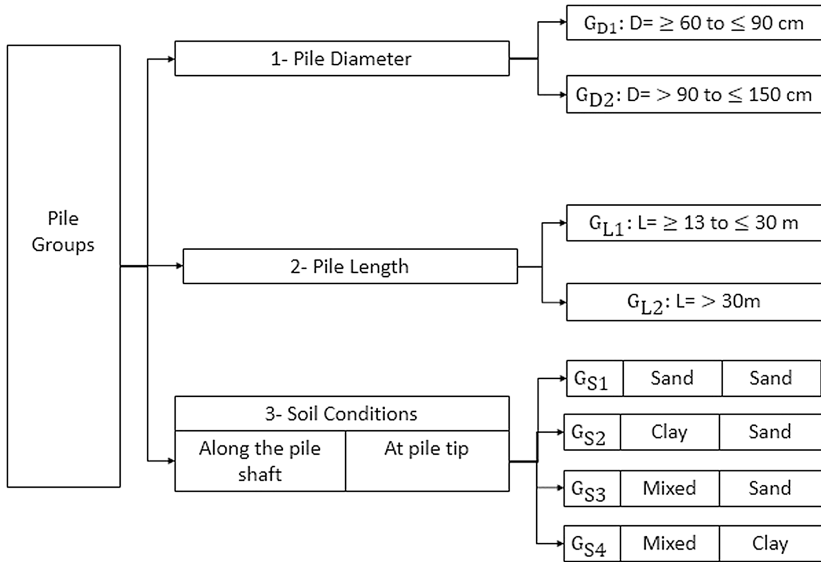 Pile
Groups
1- Pile Diameter
G_D1: D= ≥ 60 to ≤ 90 cm
G_D2: D= > 90 to ≤ 150 cm
2- Pile Length
G_L1: L= ≥ 13 to ≤ 30 m
G_L2: L= > 30m
3- Soil Conditions
Along the pile
shaft
At pile tip
G_S1 Sand Sand
G_S2 Clay Sand
G_S3 Mixed Sand
G_S4 Mixed Clay